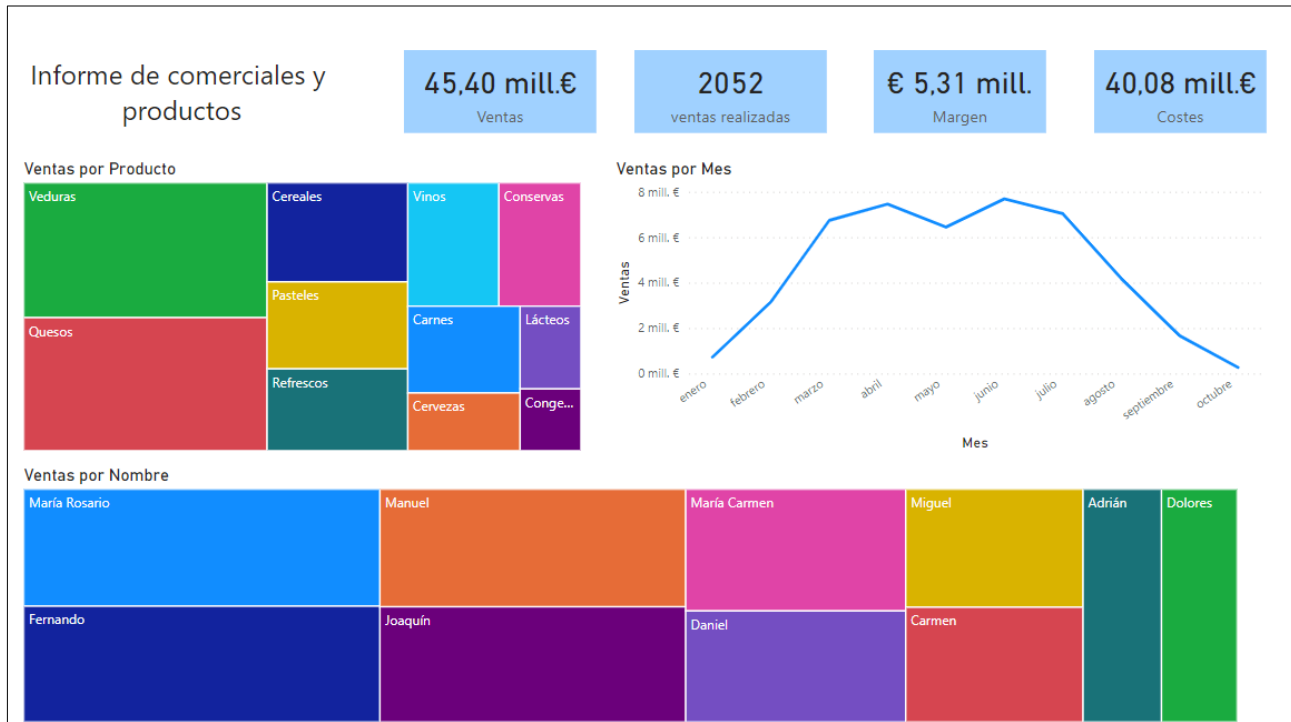 Informe de comerciales y
productos
45,40 mill.€
Ventas
2052
ventas realizadas
€ 5,31 mill.
Margen
40,08 mill.€
Costes
Ventas por Producto
Veduras
Quesos
Cereales
Pasteles
Refrescos
Vinos
Conservas
Carnes
Lácteos
Cervezas
Conge...
Ventas por Mes
Ventas
8 mill. €
6 mill. €
4 mill. €
2 mill. €
0 mill. €
enero
febrero
marzo
abril
mayo
junio
julio
agosto
septiembre
octubre
Mes
Ventas por Nombre
María Rosario
Fernando
Manuel
Joaquín
María Carmen
Daniel
Miguel
Carmen
Adrián
Dolores